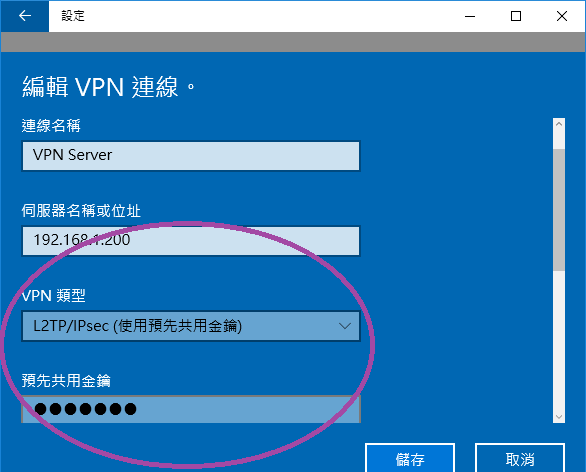 設定
編輯 VPN 連線。
連線名稱
VPN Server
伺服器名稱或位址
192.168.1.200
VPN 類型
L2TP/IPsec (使用預先共用金鑰)
預先共用金鑰
●●●●●●●
儲存
取消